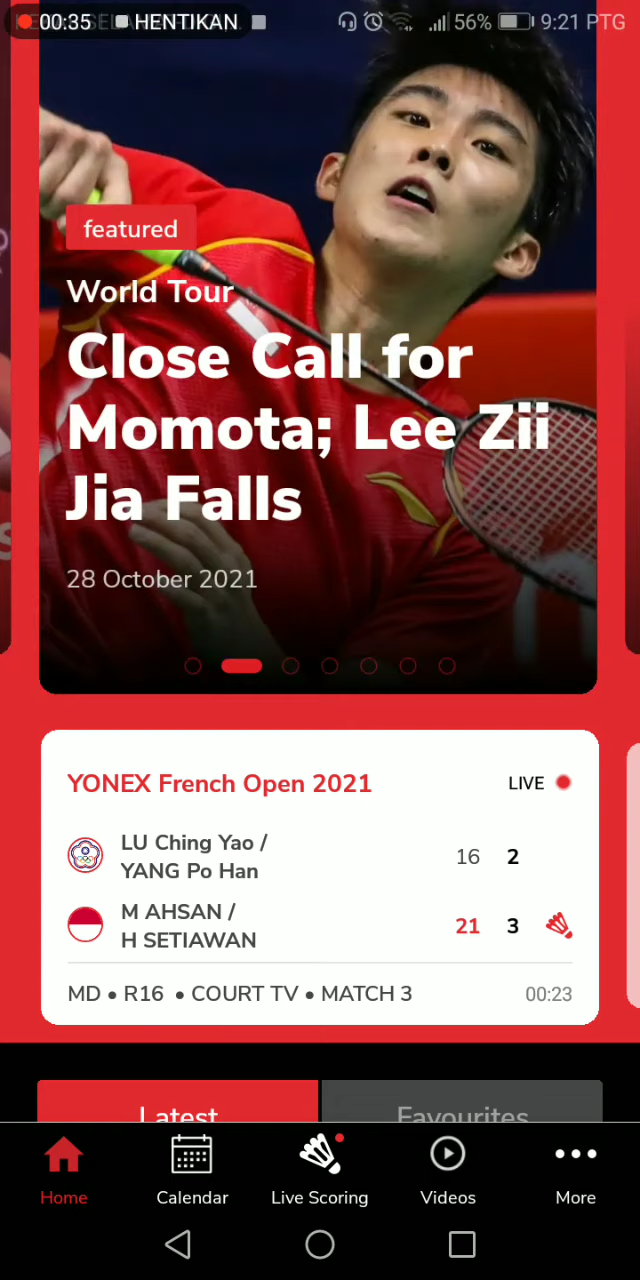 00:35 HENTIKAN 56% 9:21 PTG
featured
World Tour
Close Call for
Momota; Lee Zii
Jia Falls
28 October 2021
YONEX French Open 2021 LIVE
LU Ching Yao /
YANG Po Han
16 2
M AHSAN /
H SETIAWAN
21 3
MD • R16 • COURT TV • MATCH 3 00:23
Latest Favourites
Home Calendar Live Scoring Videos More